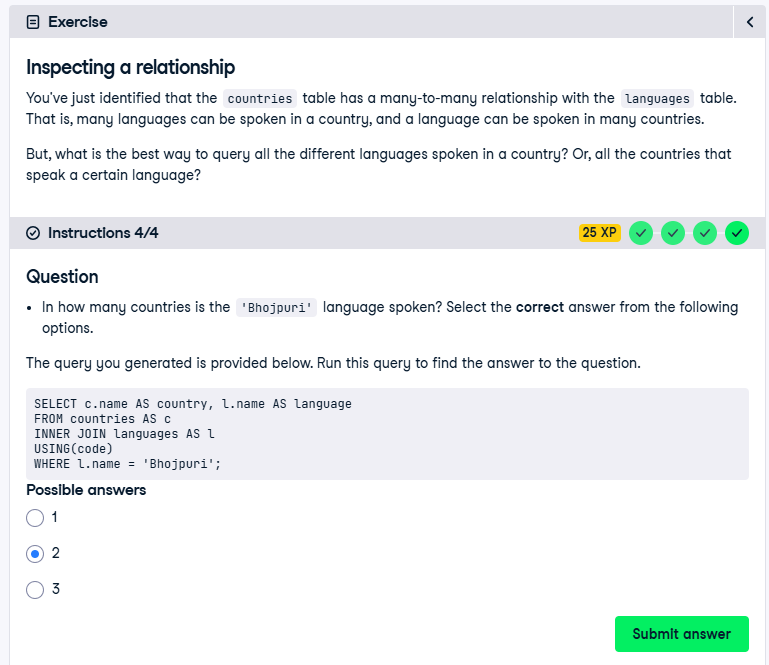 Exercise
Inspecting a relationship
You've just identified that the countries table has a many-to-many relationship with the languages table.
That is, many languages can be spoken in a country, and a language can be spoken in many countries.
But, what is the best way to query all the different languages spoken in a country? Or, all the countries that
speak a certain language?
Instructions 4/4
25 XP
Question
• In how many countries is the 'Bhojpuri' language spoken? Select the correct answer from the following
options.
The query you generated is provided below. Run this query to find the answer to the question.
SELECT c.name AS country, l.name AS language
FROM countries AS c
INNER JOIN languages AS l
USING(code)
WHERE l.name = 'Bhojpuri';
Possible answers
1
2
3
Submit answer